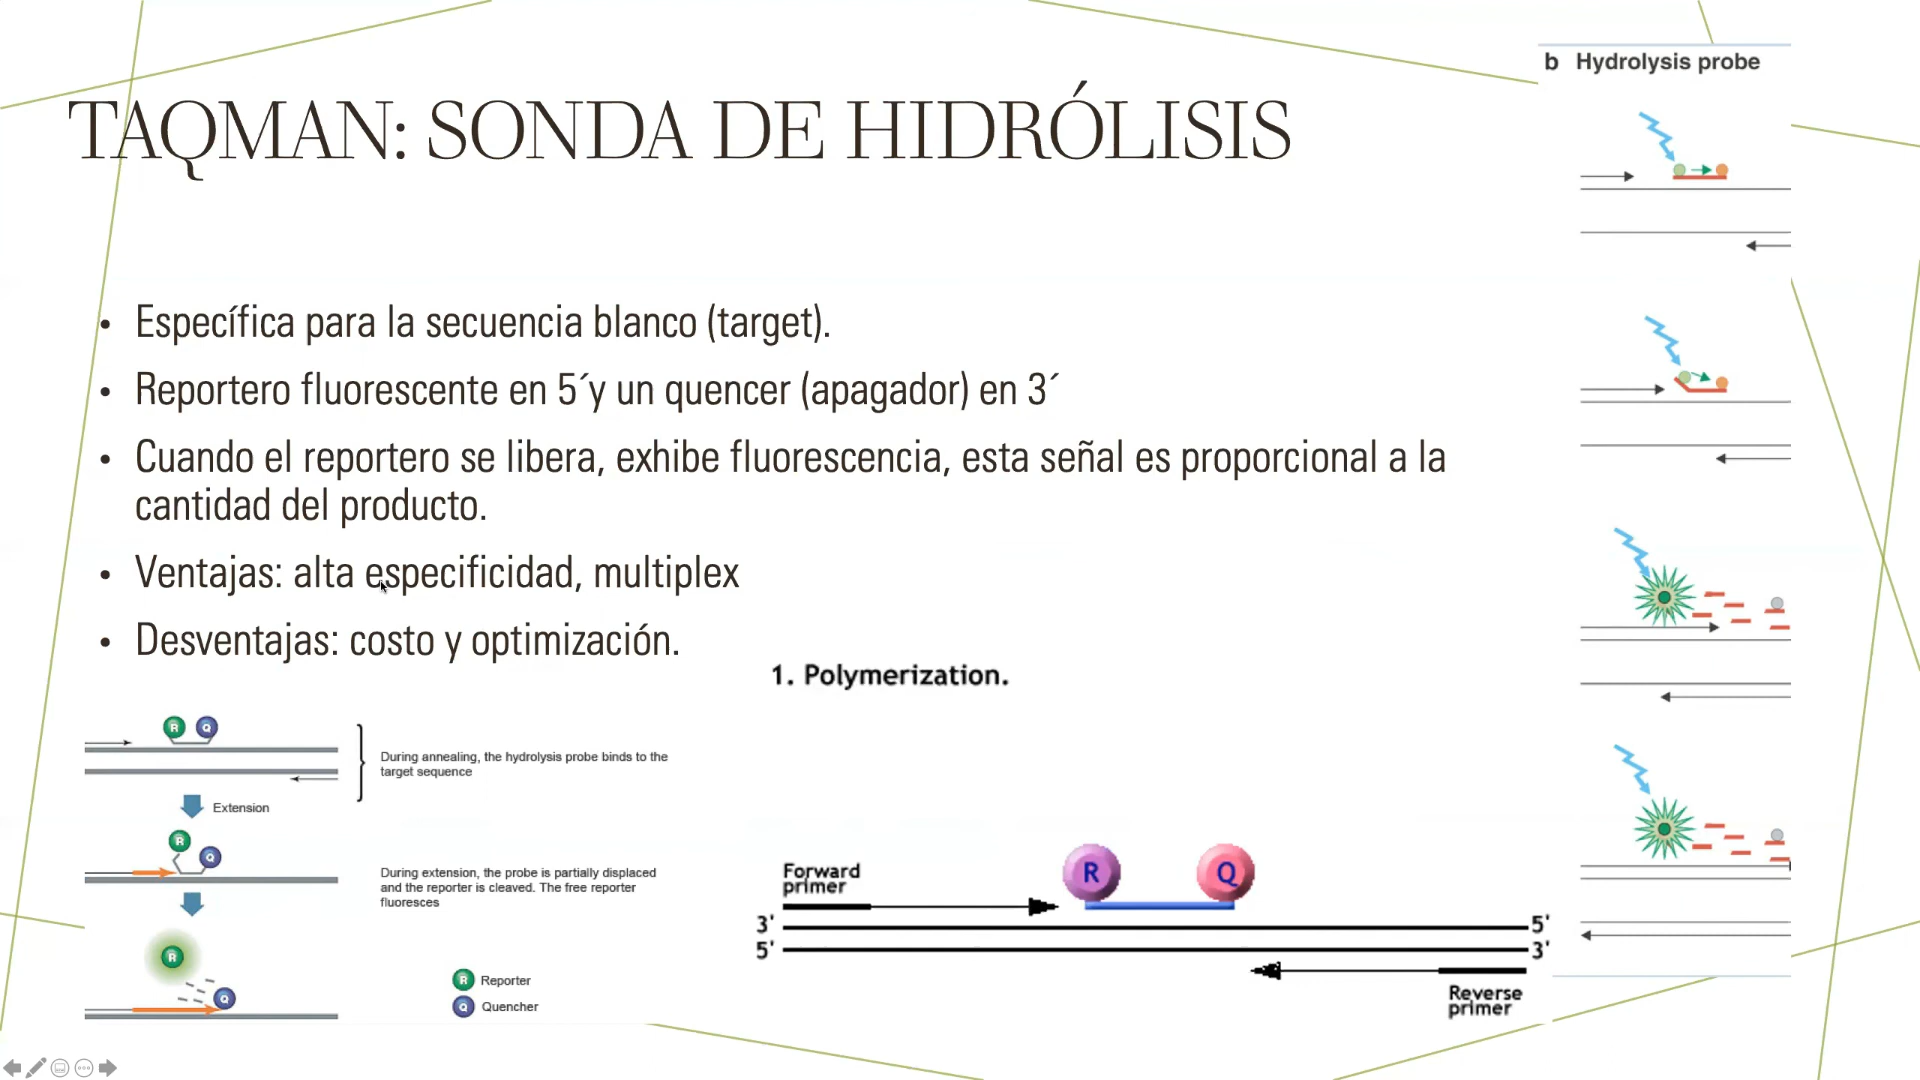 TAQMAN: SONDA DE HIDRÓLISIS
• Específica para la secuencia blanco (target).
• Reportero fluorescente en 5´y un quencer (apagador) en 3´
• Cuando el reportero se libera, exhibe fluorescencia, esta señal es proporcional a la
cantidad del producto.
• Ventajas: alta especificidad, multiplex
• Desventajas: costo y optimización.
b Hydrolysis probe
R Q
During annealing, the hydrolysis probe binds to the
target sequence
Extension
R Q
During extension, the probe is partially displaced
and the reporter is cleaved. The free reporter
fluoresces
R
Q
R Reporter
Q Quencher
1. Polymerization.
R Q
Forward
primer
3' 5'
5' 3'
Reverse
primer